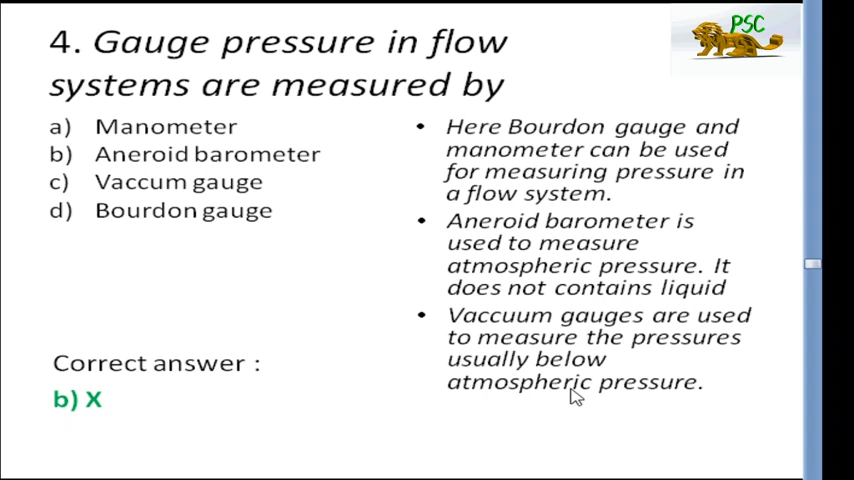 4. Gauge pressure in flow
systems are measured by
PSC
a) Manometer
b) Aneroid barometer
c) Vaccum gauge
d) Bourdon gauge
• Here Bourdon gauge and
manometer can be used
for measuring pressure in
a flow system.
• Aneroid barometer is
used to measure
atmospheric pressure. It
does not contains liquid
• Vaccuum gauges are used
to measure the pressures
usually below
atmospheric pressure.
Correct answer :
b) X